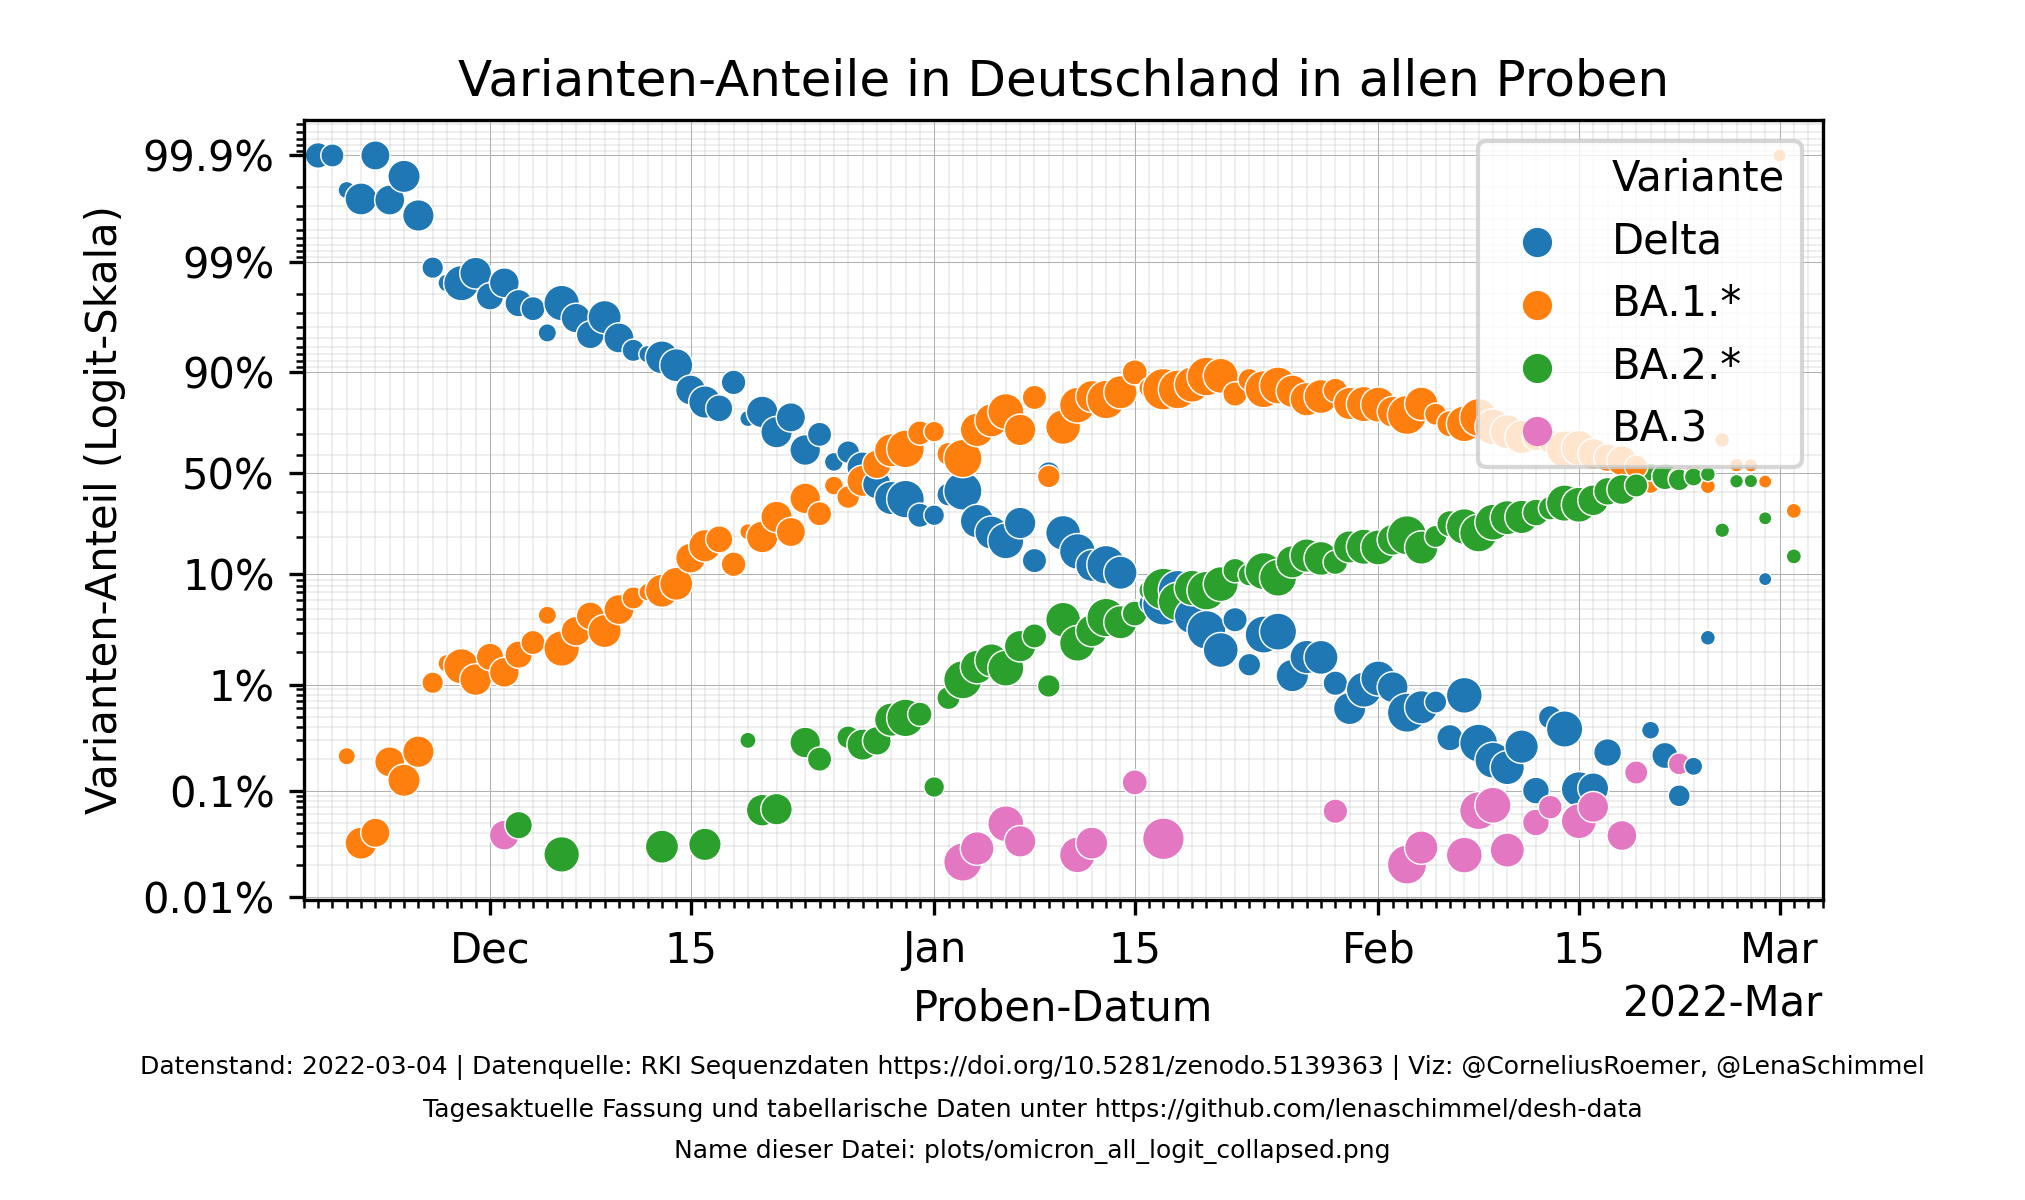 Varianten-Anteile in Deutschland in allen Proben
Varianten-Anteil (Logit-Skala)
99.9%
99%
90%
50%
10%
1%
0.1%
0.01%
Variante
Delta
BA.1.*
BA.2.*
BA.3
Dec
15
Jan
15
Feb
15
Mar
Proben-Datum
2022-Mar
Datenstand: 2022-03-04 | Datenquelle: RKI Sequenzdaten https://doi.org/10.5281/zenodo.5139363 | Viz: @CorneliusRoemer, @LenaSchimmel
Tagesaktuelle Fassung und tabellarische Daten unter https://github.com/lenaschimmel/desh-data
Name dieser Datei: plots/omicron_all_logit_collapsed.png